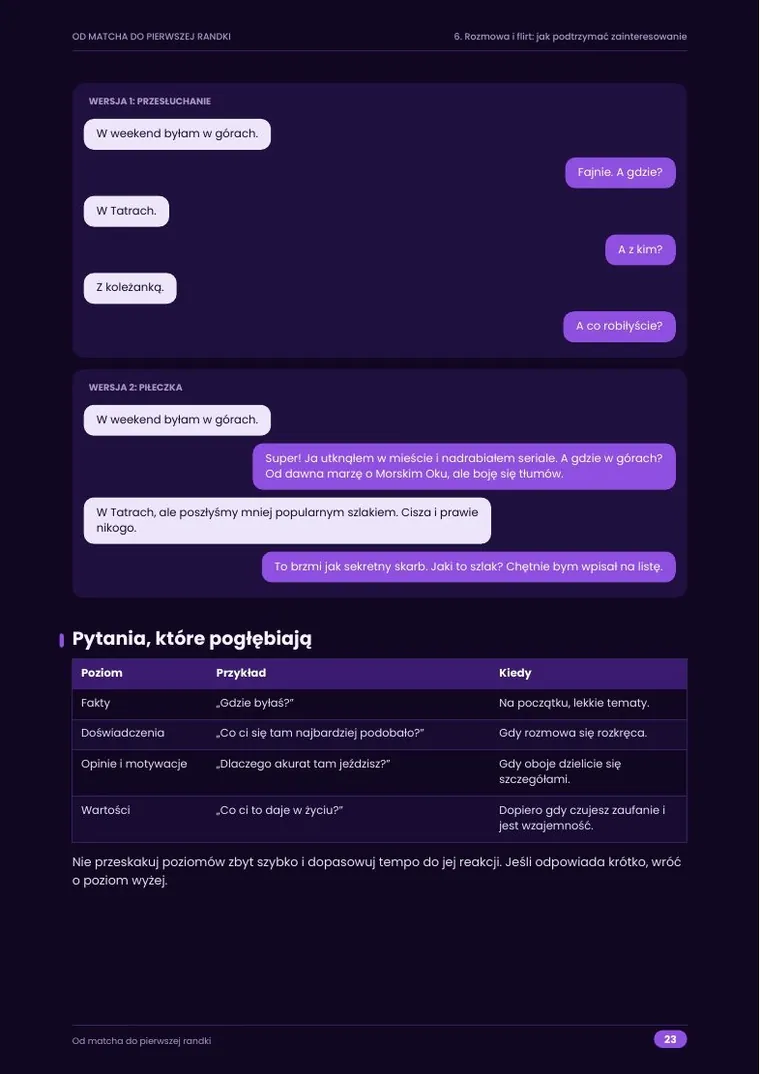 OD MATCHA DO PIERWSZEJ RANDKI
6. Rozmowa i flirt: jak podtrzymać zainteresowanie
WERSJA 1: PRZESŁUCHANIE
W weekend byłam w górach.
Fajnie. A gdzie?
W Tatrach.
A z kim?
Z koleżanką.
A co robiłyście?
WERSJA 2: PIŁECZKA
W weekend byłam w górach.
Super! Ja utknąłem w mieście i nadrabiałem seriale. A gdzie w górach?
Od dawna marzę o Morskim Oku, ale boję się tłumów.
W Tatrach, ale poszłyśmy mniej popularnym szlakiem. Cisza i prawie
nikogo.
To brzmi jak sekretny skarb. Jaki to szlak? Chętnie bym wpisał na listę.
Pytania, które pogłębiają
Poziom Przykład Kiedy
Fakty „Gdzie byłaś?” Na początku, lekkie tematy.
Doświadczenia „Co ci się tam najbardziej podobało?” Gdy rozmowa się rozkręca.
Opinie i motywacje „Dlaczego akurat tam jeździsz?” Gdy oboje dzielicie się
szczegółami.
Wartości „Co ci to daje w życiu?” Dopiero gdy czujesz zaufanie i
jest wzajemność.
Nie przeskakuj poziomów zbyt szybko i dopasowuj tempo do jej reakcji. Jeśli odpowiada krótko, wróć
o poziom wyżej.
Od matcha do pierwszej randki
23